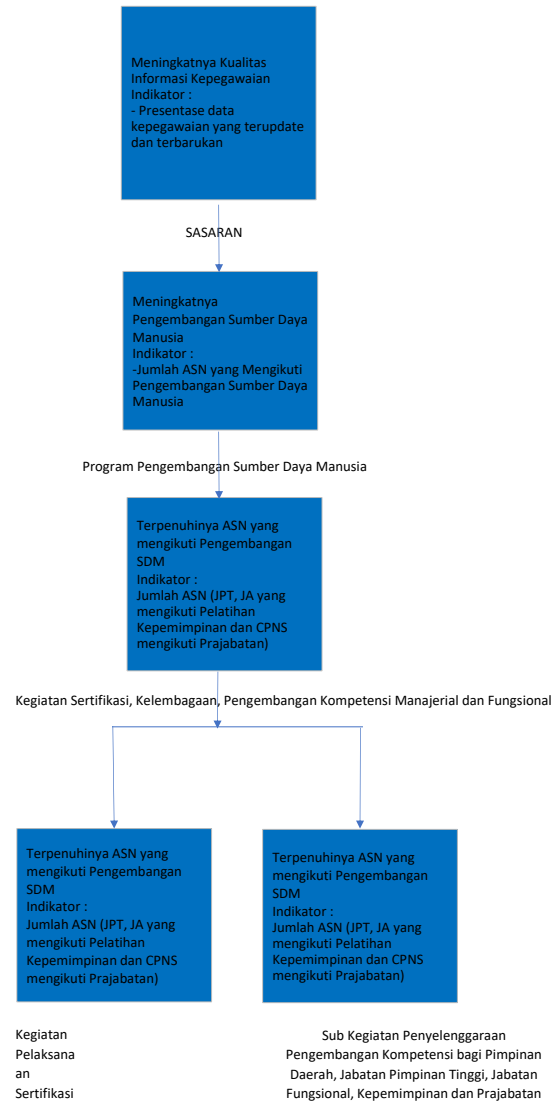 Meningkatnya Kualitas
Informasi Kepegawaian
Indikator :
- Presentase data
kepegawaian yang terupdate
dan terbarukan
SASARAN
Meningkatnya
Pengembangan Sumber Daya
Manusia
Indikator :
-Jumlah ASN yang Mengikuti
Pengembangan Sumber Daya
Manusia
Program Pengembangan Sumber Daya Manusia
Terpenuhinya ASN yang
mengikuti Pengembangan
SDM
Indikator :
Jumlah ASN (JPT, JA yang
mengikuti Pelatihan
Kepemimpinan dan CPNS
mengikuti Prajabatan)
Kegiatan Sertifikasi, Kelembagaan, Pengembangan Kompetensi Manajerial dan Fungsional
Terpenuhinya ASN yang
mengikuti Pengembangan
SDM
Indikator :
Jumlah ASN (JPT, JA yang
mengikuti Pelatihan
Kepemimpinan dan CPNS
mengikuti Prajabatan)
Terpenuhinya ASN yang
mengikuti Pengembangan
SDM
Indikator :
Jumlah ASN (JPT, JA yang
mengikuti Pelatihan
Kepemimpinan dan CPNS
mengikuti Prajabatan)
Kegiatan
Pelaksana
an
Sertifikasi
Sub Kegiatan Penyelenggaraan
Pengembangan Kompetensi bagi Pimpinan
Daerah, Jabatan Pimpinan Tinggi, Jabatan
Fungsional, Kepemimpinan dan Prajabatan